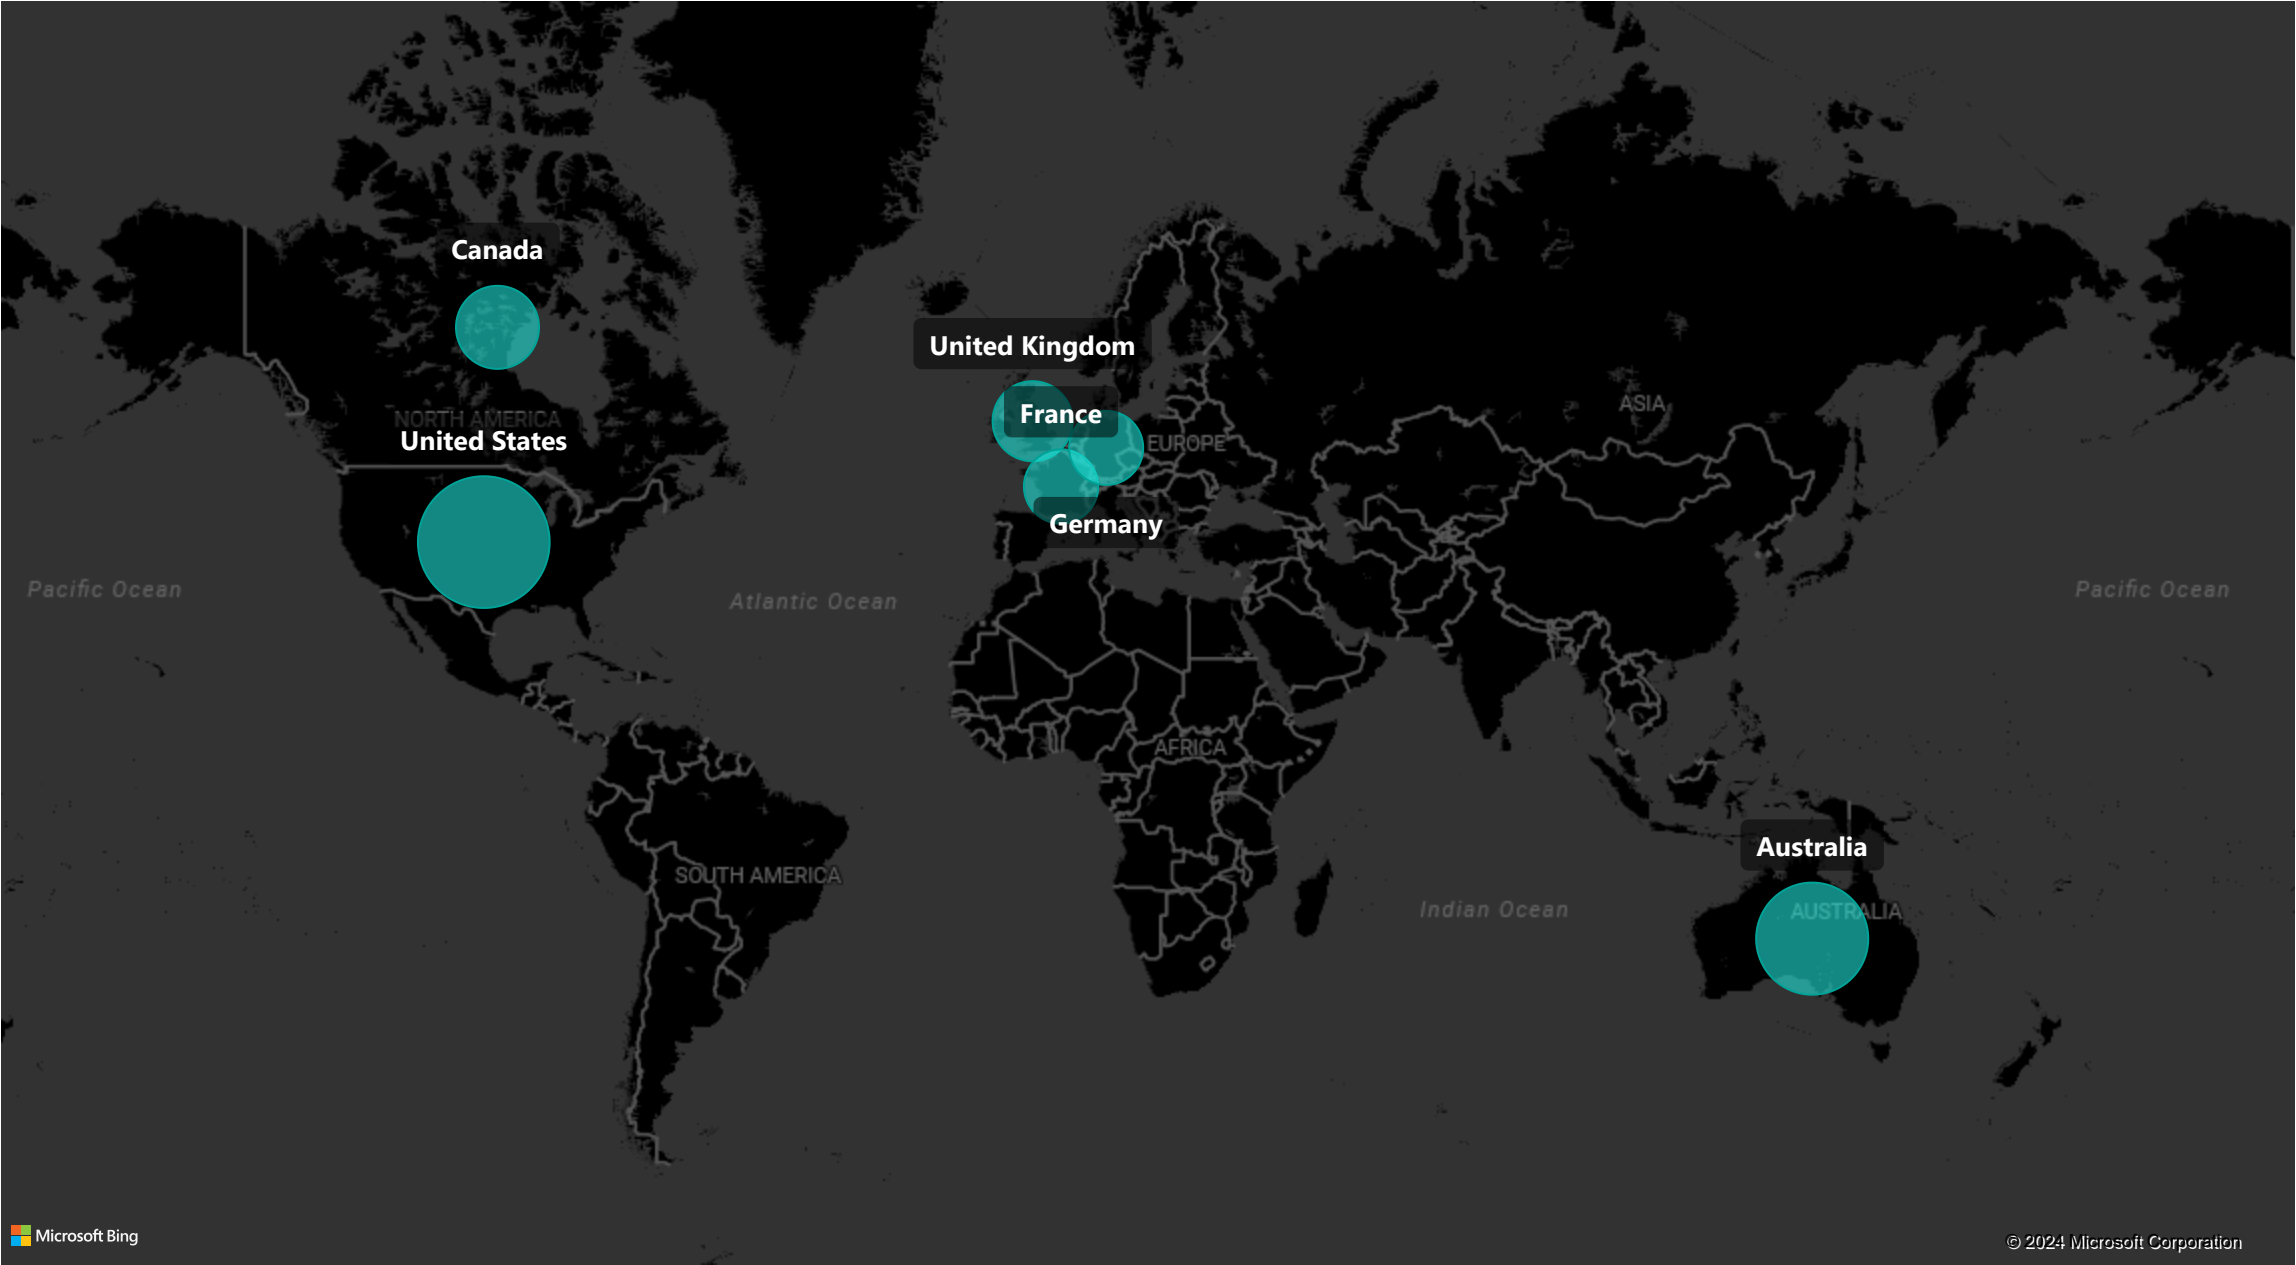 Canada
United Kingdom
NORTH AMERICA
United States
France
ASIA
EUROPE
Germany
Pacific Ocean
Atlantic Ocean
Pacific Ocean
AFRICA
Australia
SOUTH AMERICA
Indian Ocean
AUSTRALIA
Microsoft Bing
© 2024 Microsoft Corporation